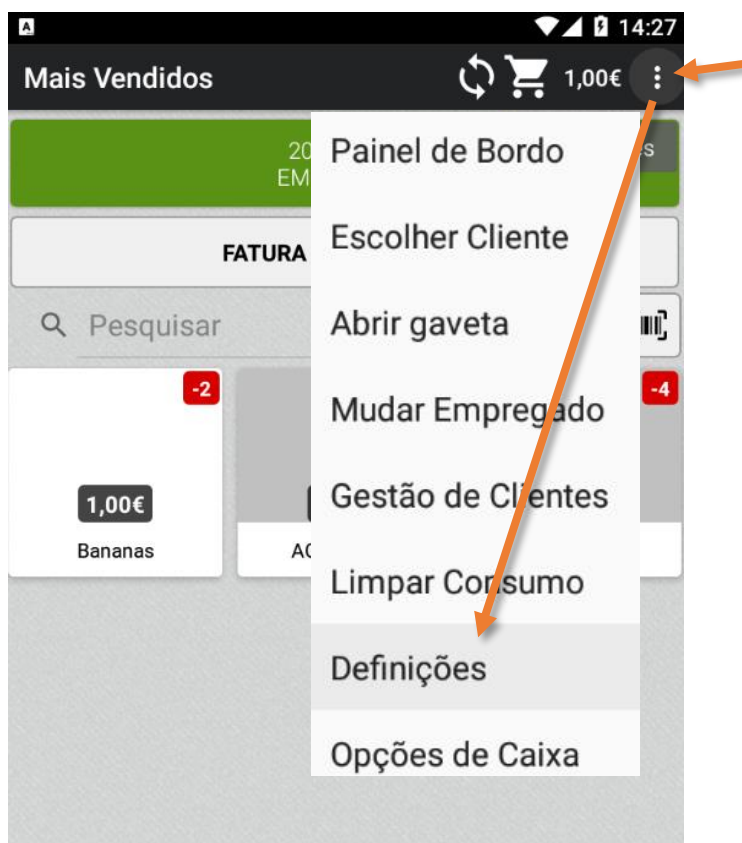 14:27
Mais Vendidos
1,00€
Painel de Bordo
Escolher Cliente
FATURA
Abrir gaveta
Pesquisar
Mudar Empregado
-2
-4
Gestão de Clientes
1,00€
Bananas
Limpar Consumo
Definições
Opções de Caixa